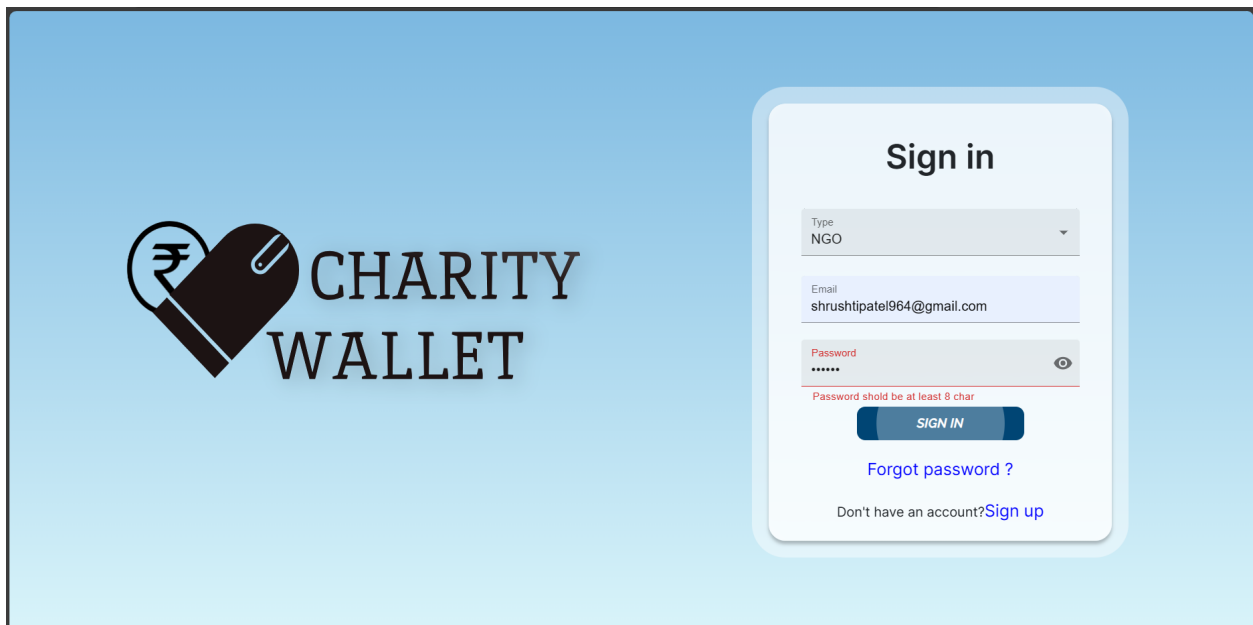 CHARITY
WALLET
Sign in
Type
NGO
Email
shrushtipatel964@gmail.com
Password
••••••
Password shold be at least 8 char
SIGN IN
Forgot password ?
Don't have an account?Sign up